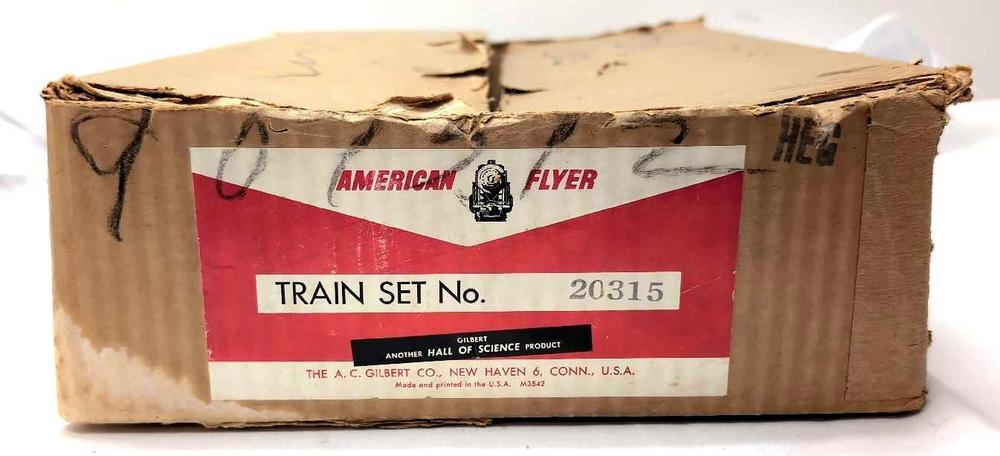 901312
HEG
AMERICAN FLYER
TRAIN SET No. 20315
GILBERT
ANOTHER HALL OF SCIENCE PRODUCT
THE A. C. GILBERT CO., NEW HAVEN 6, CONN., U.S.A.
Made and printed in the U.S.A. M3542